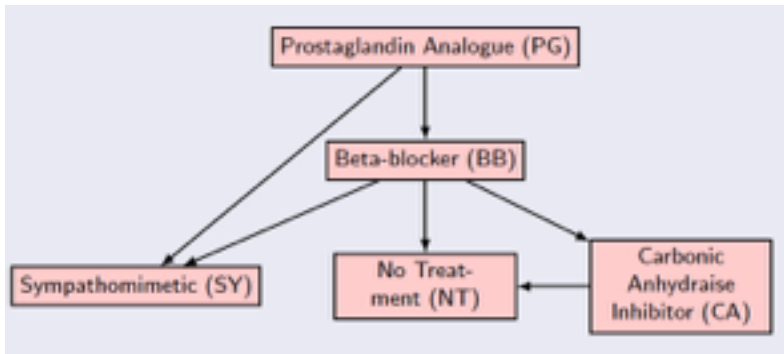 Prostaglandin Analogue (PG)
Beta-blocker (BB)
Sympathomimetic (SY)
No Treat-
ment (NT)
Carbonic
Anhydraise
Inhibitor (CA)